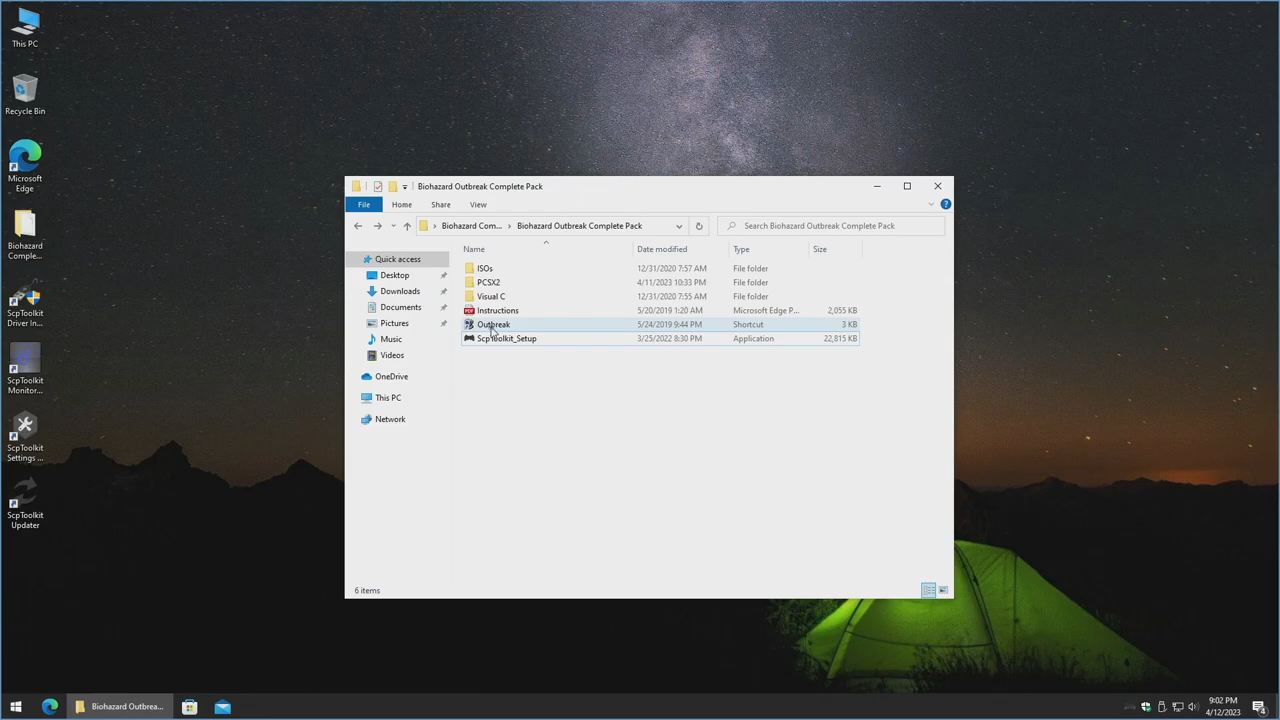 This PC
Recycle Bin
Microsoft
Edge
Biohazard
Comple...
ScpToolkit
Driver In...
ScpToolkit
Monitor...
ScpToolkit
Settings ...
ScpToolkit
Updater
Biohazard Outbreak Complete Pack
File Home Share View
Biohazard Com... > Biohazard Outbreak Complete Pack
Search Biohazard Outbreak Complete Pack
Name Date modified Type Size
Quick access
Desktop
Downloads
Documents
Pictures
Music
Videos
OneDrive
This PC
Network
ISOs 12/31/2020 7:57 AM File folder
PCSX2 4/11/2023 10:33 PM File folder
Visual C 12/31/2020 7:55 AM File folder
PDF Instructions 5/20/2019 1:20 AM Microsoft Edge P... 2,055 KB
Outbreak 5/24/2019 9:44 PM Shortcut 3 KB
ScpToolkit_Setup 3/25/2022 8:30 PM Application 22,815 KB
6 items
Biohazard Outbrea...
9:02 PM
4/12/2023
4